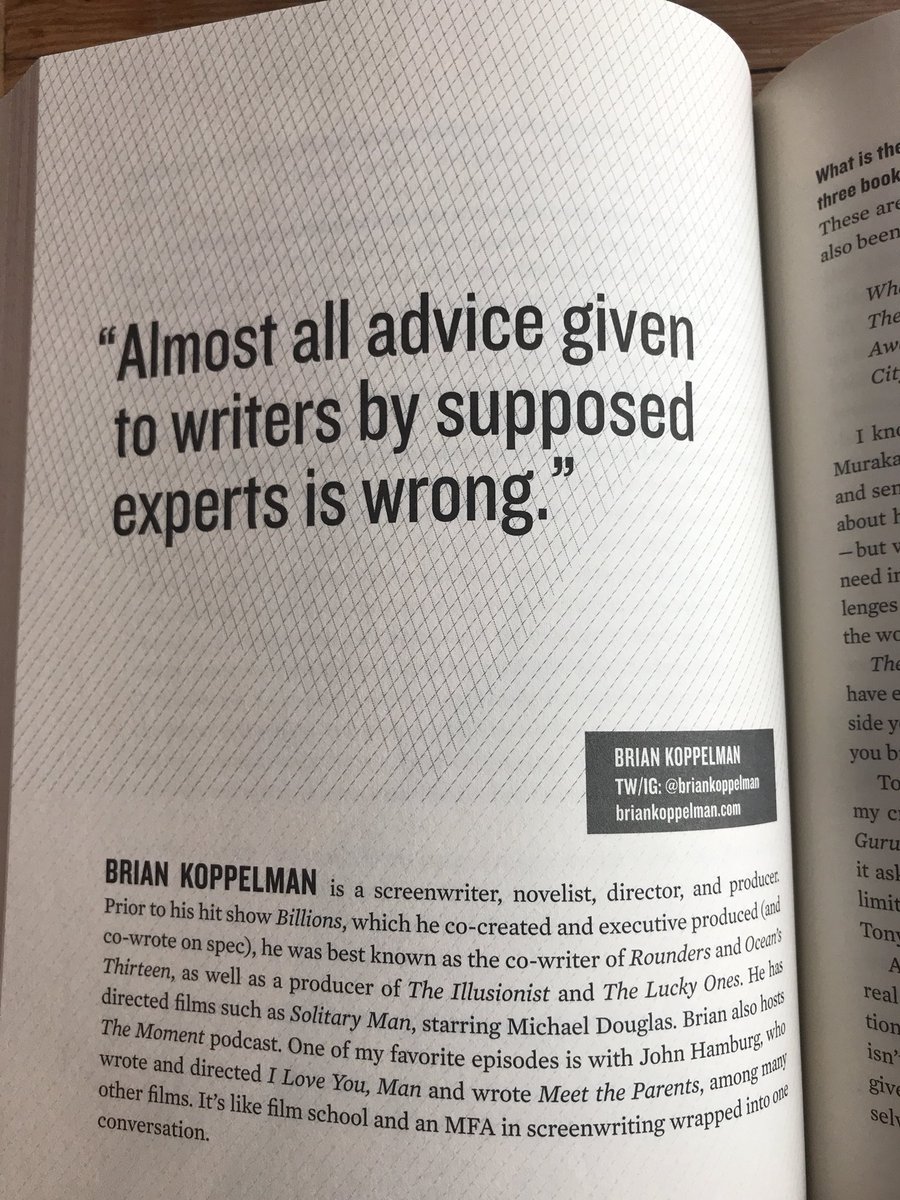 “Almost all advice given
to writers by supposed
experts is wrong.”
BRIAN KOPPELMAN
TW/IG: @briankoppelman
briankoppelman.com
BRIAN KOPPELMAN is a screenwriter, novelist, director, and producer.
Prior to his hit show Billions, which he co-created and executive produced (and
co-wrote on spec), he was best known as the co-writer of Rounders and Ocean’s
Thirteen, as well as a producer of The Illusionist and The Lucky Ones. He has
directed films such as Solitary Man, starring Michael Douglas. Brian also hosts
The Moment podcast. One of my favorite episodes is with John Hamburg, who
wrote and directed I Love You, Man and wrote Meet the Parents, among many
other films. It’s like film school and an MFA in screenwriting wrapped into one
conversation.
What is the
three book
These are
also been
The
Awa
City
I kno
Muraka
and sen
about h
—but w
need in
lenges
the wo
The
have e
side y
you b
To
my c
Guru
it ask
limit
Tony
A
real
tion
isn’
give
selv